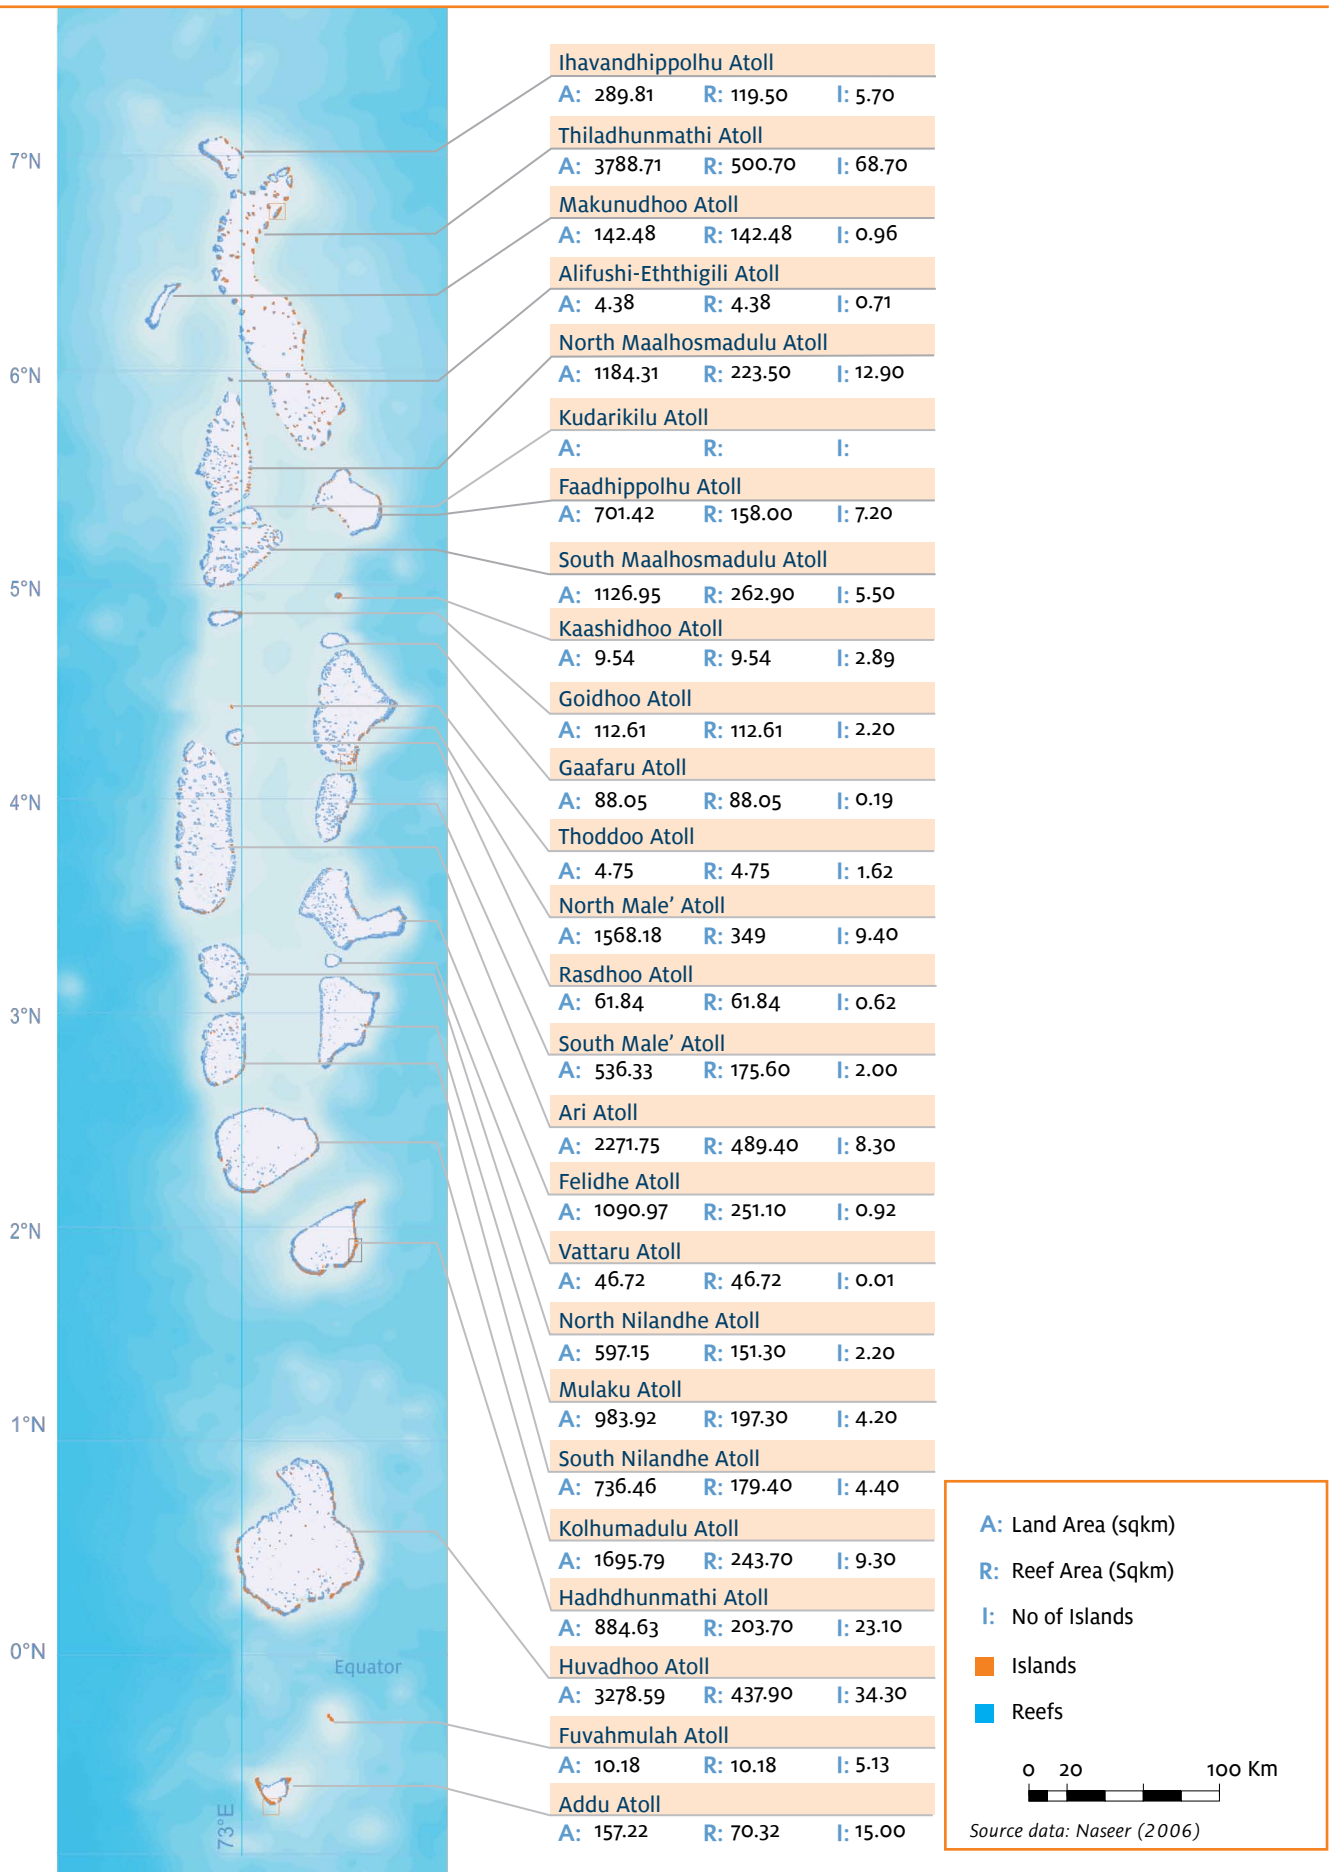 7°N
6°N
5°N
4°N
3°N
2°N
1°N
0°N
Equator
73°E
Ihavandhippolhu Atoll
A: 289.81 R: 119.50 I: 5.70
Thiladhunmathi Atoll
A: 3788.71 R: 500.70 I: 68.70
Makunudhoo Atoll
A: 142.48 R: 142.48 I: 0.96
Alifushi-Eththigili Atoll
A: 4.38 R: 4.38 I: 0.71
North Maalhosmadulu Atoll
A: 1184.31 R: 223.50 I: 12.90
Kudarikilu Atoll
A: R: I:
Faadhippolhu Atoll
A: 701.42 R: 158.00 I: 7.20
South Maalhosmadulu Atoll
A: 1126.95 R: 262.90 I: 5.50
Kaashidhoo Atoll
A: 9.54 R: 9.54 I: 2.89
Goidhoo Atoll
A: 112.61 R: 112.61 I: 2.20
Gaafaru Atoll
A: 88.05 R: 88.05 I: 0.19
Thoddoo Atoll
A: 4.75 R: 4.75 I: 1.62
North Male' Atoll
A: 1568.18 R: 349 I: 9.40
Rasdhoo Atoll
A: 61.84 R: 61.84 I: 0.62
South Male' Atoll
A: 536.33 R: 175.60 I: 2.00
Ari Atoll
A: 2271.75 R: 489.40 I: 8.30
Felidhe Atoll
A: 1090.97 R: 251.10 I: 0.92
Vattaru Atoll
A: 46.72 R: 46.72 I: 0.01
North Nilandhe Atoll
A: 597.15 R: 151.30 I: 2.20
Mulaku Atoll
A: 983.92 R: 197.30 I: 4.20
South Nilandhe Atoll
A: 736.46 R: 179.40 I: 4.40
Kolhumadulu Atoll
A: 1695.79 R: 243.70 I: 9.30
Hadhdhunmathi Atoll
A: 884.63 R: 203.70 I: 23.10
Huvadhoo Atoll
A: 3278.59 R: 437.90 I: 34.30
Fuvahmulah Atoll
A: 10.18 R: 10.18 I: 5.13
Addu Atoll
A: 157.22 R: 70.32 I: 15.00
A: Land Area (sqkm)
R: Reef Area (Sqkm)
I: No of Islands
Islands
Reefs
0 20 100 Km
Source data: Naseer (2006)